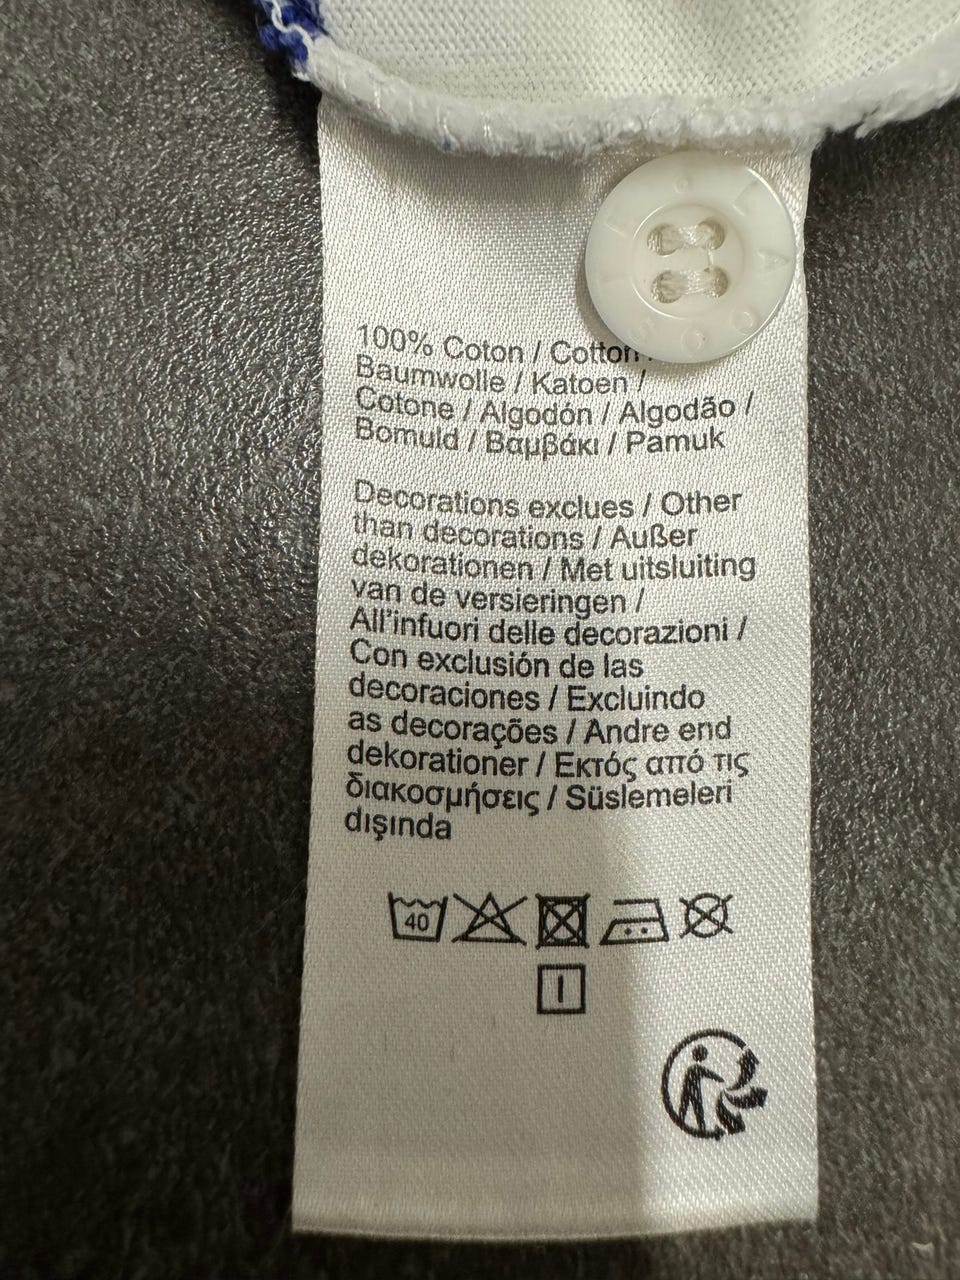 100% Coton / Cotton /
Baumwolle / Katoen /
Cotone / Algodón / Algodão /
Bomuld / Βαμβάκι / Pamuk
Decorations exclues / Other
than decorations / Außer
dekorationen / Met uitsluiting
van de versieringen /
All'infuori delle decorazioni /
Con exclusión de las
decoraciones / Excluindo
as decorações / Andre end
dekorationer / Εκτός από τις
διακοσμήσεις / Süslemeleri
dışında
40